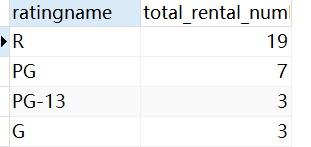 ratingname total_rental_num
R 19
PG 7
PG-13 3
G 3